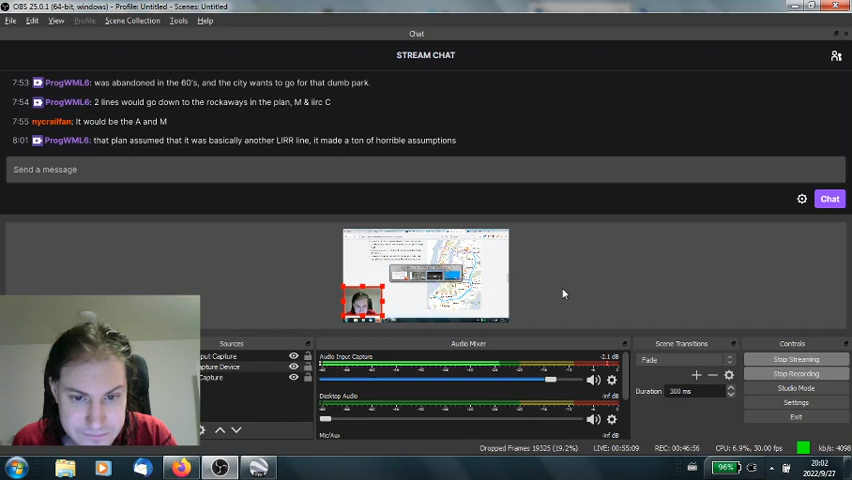 OBS 25.0.1 (64-bit, windows) - Profile: Untitled - Scenes: Untitled
File Edit View Profile Scene Collection Tools Help
Chat
STREAM CHAT
7:53 ProgWML6: was abandoned in the 60's, and the city wants to go for that dumb park.
7:54 ProgWML6: 2 lines would go down to the rockaways in the plan, M & iirc C
7:55 nycrailfan: It would be the A and M
8:01 ProgWML6: that plan assumed that it was basically another LIRR line, it made a ton of horrible assumptions
Send a message
Chat
Sources Audio Mixer Scene Transitions Controls
put Capture
apture Device
Capture
Audio Input Capture -2.1 dB
Desktop Audio -inf dB
Mic/Aux -inf dB
Fade
Duration 300 ms
Stop Streaming
Stop Recording
Studio Mode
Settings
Exit
Dropped Frames 19325 (19.2%) LIVE: 00:55:09 REC: 00:46:56 CPU: 6.9%, 30.00 fps kb/s: 4098
96%
20:02
2022/9/27